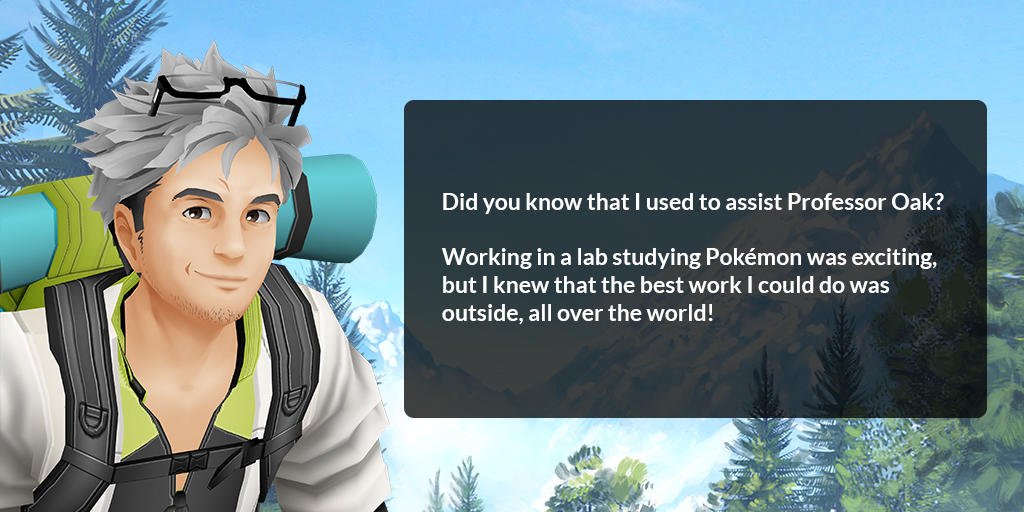 Did you know that I used to assist Professor Oak?
Working in a lab studying Pokémon was exciting,
but I knew that the best work I could do was
outside, all over the world!